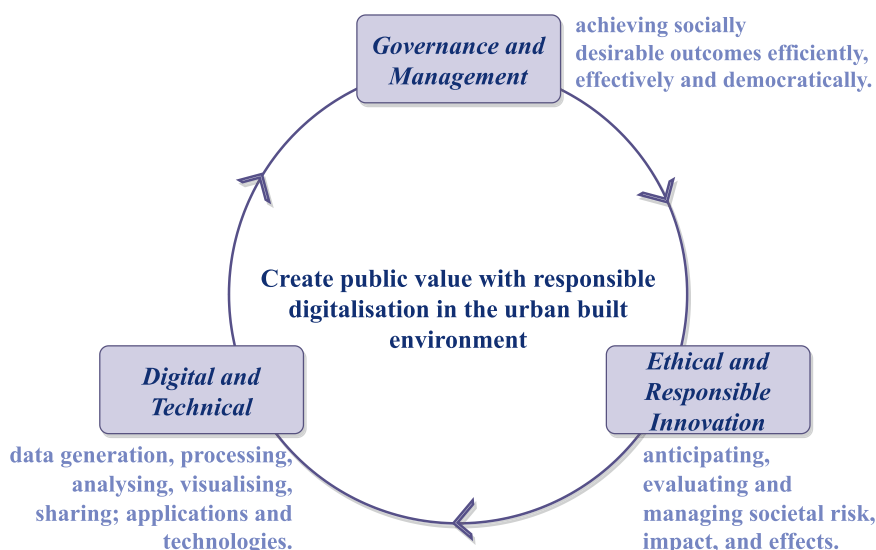 Governance and
Management
achieving socially
desirable outcomes efficiently,
effectively and democratically.
Create public value with responsible
digitalisation in the urban built
environment
Digital and
Technical
data generation, processing,
analysing, visualising,
sharing; applications and
technologies.
Ethical and
Responsible
Innovation
anticipating,
evaluating and
managing societal risk,
impact, and effects.